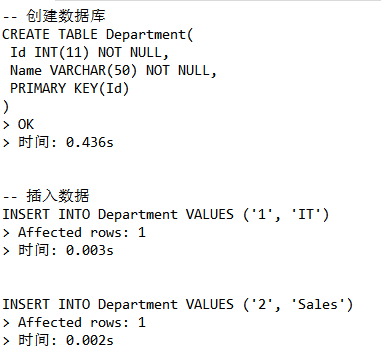 -- 创建数据库
CREATE TABLE Department(
Id INT(11) NOT NULL,
Name VARCHAR(50) NOT NULL,
PRIMARY KEY(Id)
)
> OK
> 时间: 0.436s
-- 插入数据
INSERT INTO Department VALUES ('1', 'IT')
> Affected rows: 1
> 时间: 0.003s
INSERT INTO Department VALUES ('2', 'Sales')
> Affected rows: 1
> 时间: 0.002s